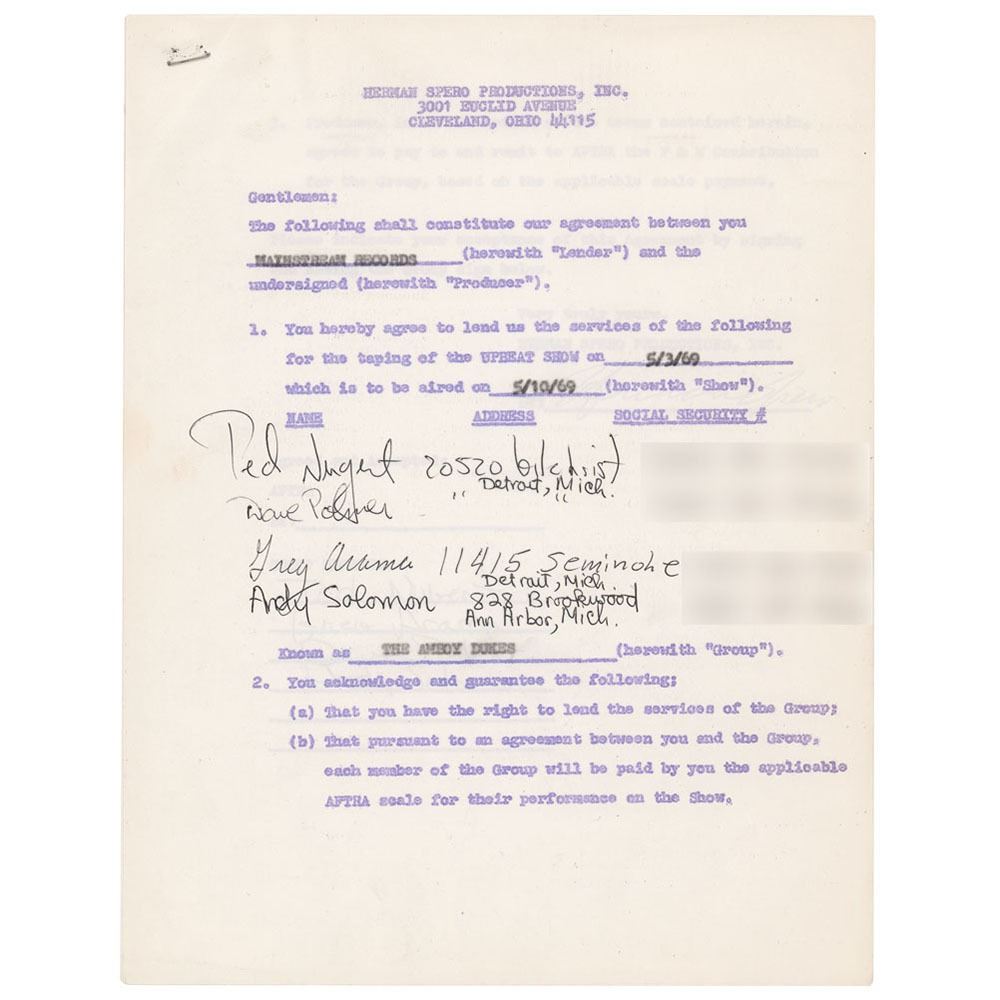 HERMAN SPERO PRODUCTIONS, INC.
3001 EUCLID AVENUE
CLEVELAND, OHIO 44115
Gentlemen:
The following shall constitute our agreement between you
MAINSTREAM RECORDS (herewith "Lender") and the
undersigned (herewith "Producer").
1. You hereby agree to lend us the services of the following
for the taping of the UPBEAT SHOW on 5/3/69
which is to be aired on 5/10/69 (herewith "Show").
NAME ADDRESS SOCIAL SECURITY #
Ted Nugent 20520 Gilchrist
Detroit, Mich.
Dave Palmer " "
Greg Arama 11415 Seminole
Detroit, Mich.
Andy Solomon 828 Brookwood
Ann Arbor, Mich.
Known as THE AMBOY DUKES (herewith "Group").
2. You acknowledge and guarantee the following;
(a) That you have the right to lend the services of the Group;
(b) That pursuant to an agreement between you and the Group,
each member of the Group will be paid by you the applicable
AFTRA scale for their performance on the Show.